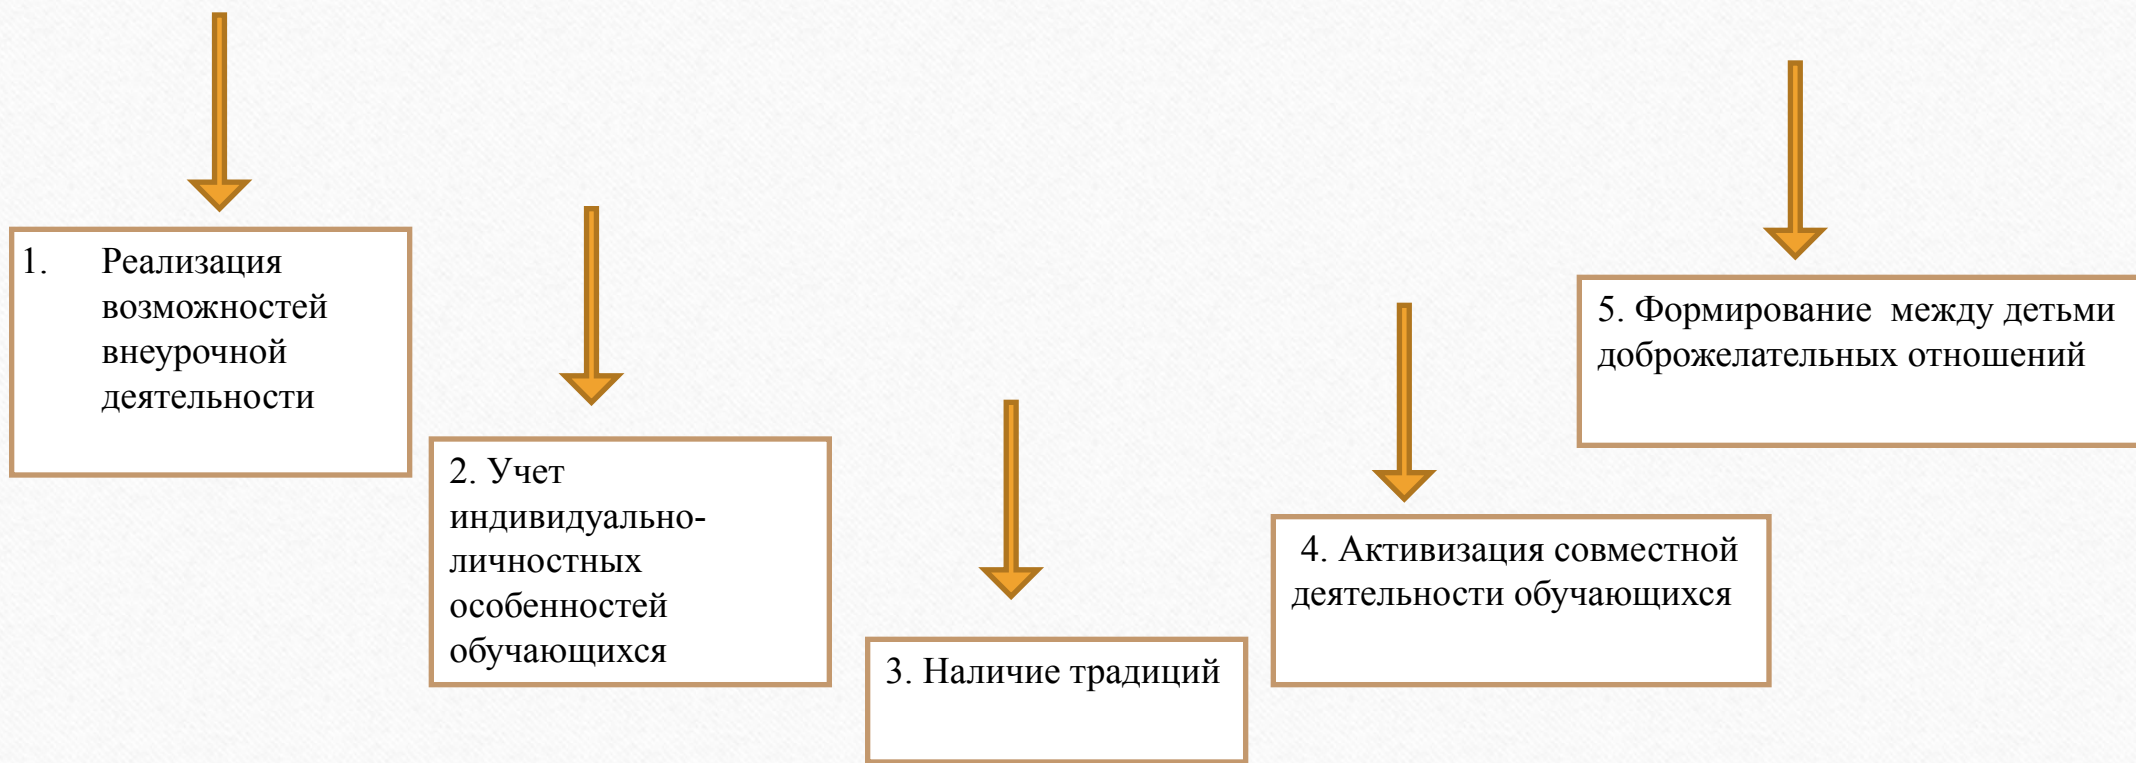 1. Реализация
возможностей
внеурочной
деятельности
2. Учет
индивидуально-
личностных
особенностей
обучающихся
3. Наличие традиций
4. Активизация совместной
деятельности обучающихся
5. Формирование  между детьми
доброжелательных отношений